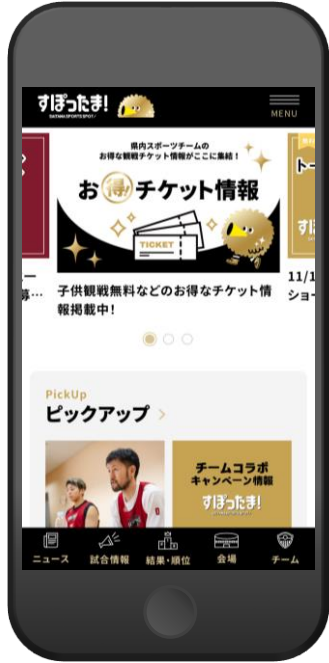 すぽったま!
SAITAMA SPORTS SPOT!
MENU
県内スポーツチームの
お得な観戦チケット情報がここに集結!
お得チケット情報
TICKET
子供観戦無料などのお得なチケット情
報掲載中!
11/1
ショー
PickUp
ピックアップ
チームコラボ
キャンペーン情報
すぽったま!
ニュース
試合情報
結果・順位
会場
チーム